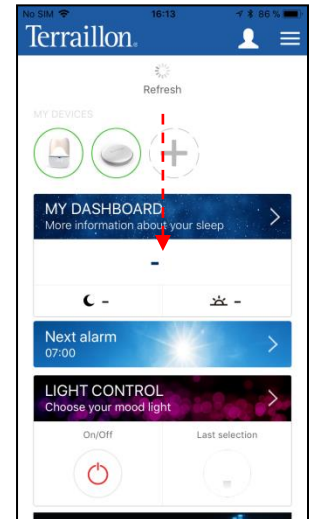 No SIM 16:13 86 %
Terraillon.
Refresh
MY DEVICES
MY DASHBOARD
More information about your sleep
-
- -
Next alarm
07:00
LIGHT CONTROL
Choose your mood light
On/Off Last selection